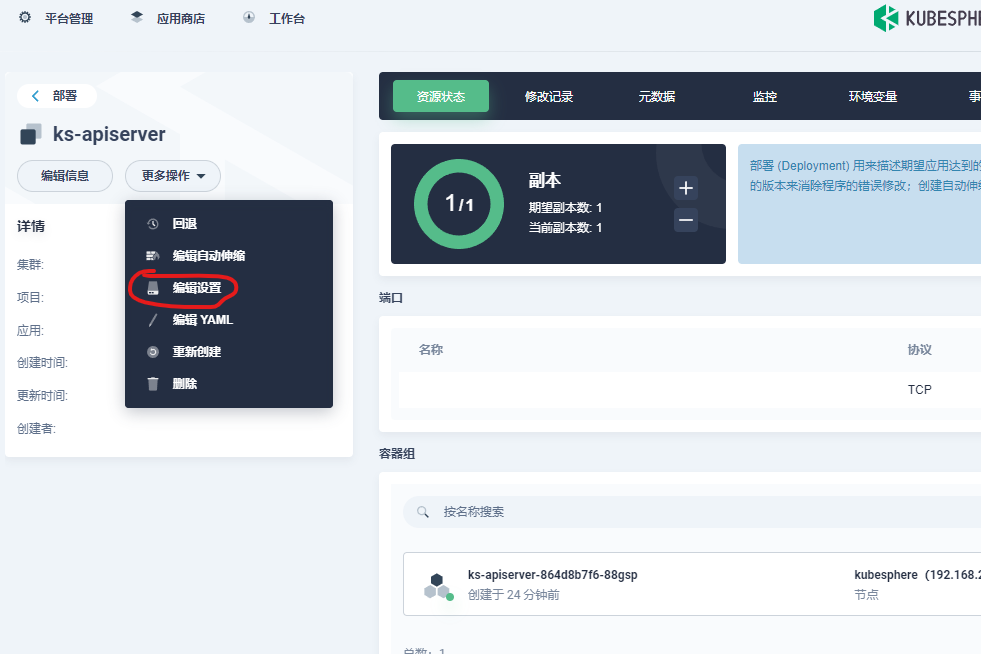 平台管理
应用商店
工作台
KUBESPHE
部署
ks-apiserver
编辑信息
更多操作
回退
编辑自动伸缩
编辑设置
编辑 YAML
重新创建
删除
详情
集群:
项目:
应用:
创建时间:
更新时间:
创建者:
资源状态
修改记录
元数据
监控
环境变量
事
1/1
副本
期望副本数: 1
当前副本数: 1
部署 (Deployment) 用来描述期望应用达到的
的版本来消除程序的错误修改；创建自动伸缩
端口
名称
协议
TCP
容器组
按名称搜索
ks-apiserver-864d8b7f6-88gsp
创建于 24 分钟前
kubesphere（192.168.2
节点
总数: 1